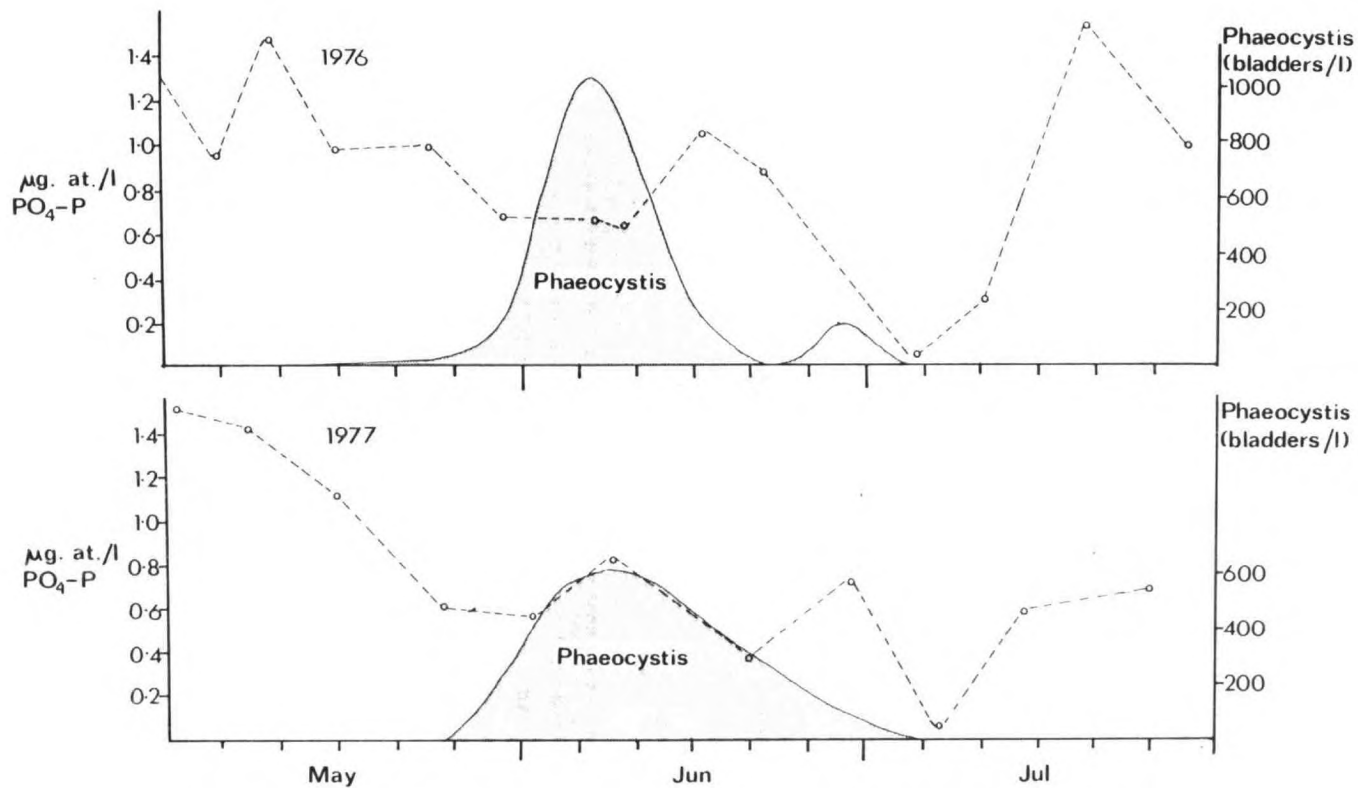 1976
Phaeocystis
(bladders/l)
1·4
1·2
1·0
0·8
0·6
0·4
0·2
μg. at./l
PO₄-P
1000
800
600
400
200
Phaeocystis
1977
Phaeocystis
(bladders/l)
1·4
1·2
1·0
0·8
0·6
0·4
0·2
μg. at./l
PO₄-P
600
400
200
Phaeocystis
May
Jun
Jul